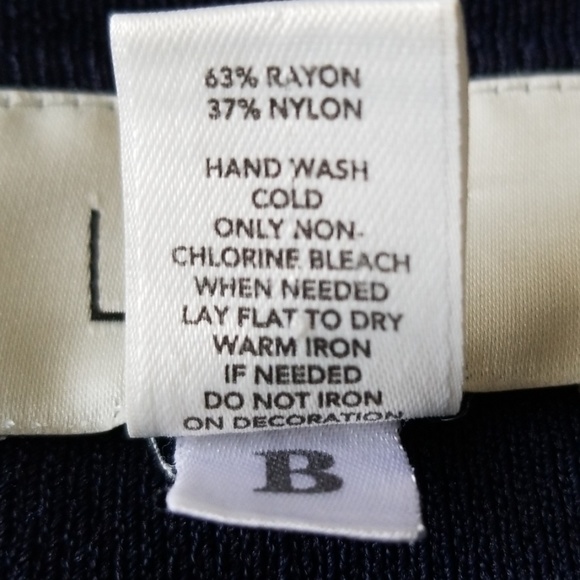 63% RAYON
37% NYLON
HAND WASH
COLD
ONLY NON-
CHLORINE BLEACH
WHEN NEEDED
LAY FLAT TO DRY
WARM IRON
IF NEEDED
DO NOT IRON
ON DECORATION
L
B